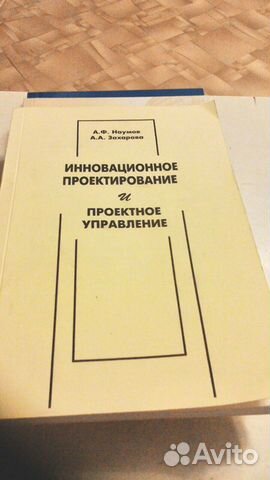 А.Ф. Наумов
А.А. Захарова
ИННОВАЦИОННОЕ
ПРОЕКТИРОВАНИЕ
и
ПРОЕКТНОЕ
УПРАВЛЕНИЕ
Avito